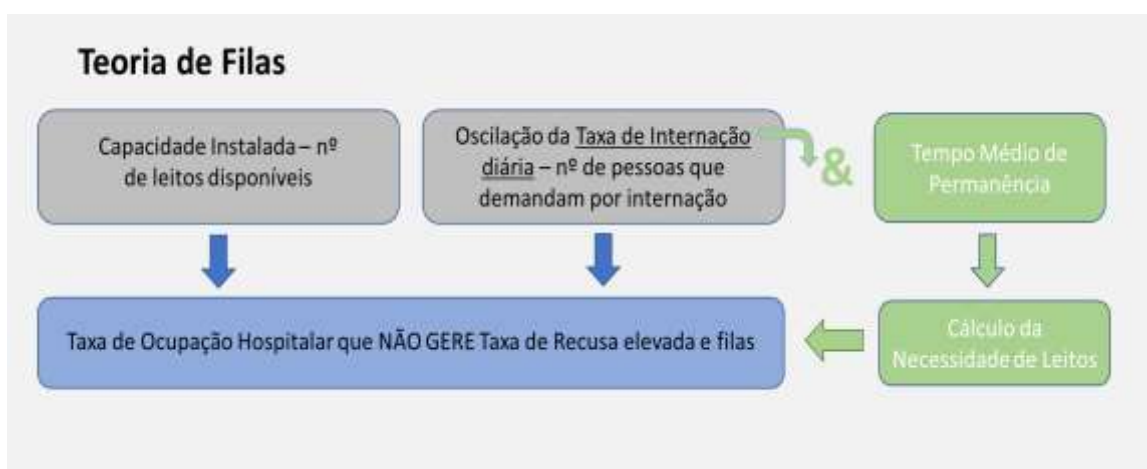 Teoria de Filas
Capacidade Instalada – nº
de leitos disponíveis
Oscilação da Taxa de Internação
diária – nº de pessoas que
demandam por internação
&
Tempo Médio de
Permanência
Taxa de Ocupação Hospitalar que NÃO GERE Taxa de Recusa elevada e filas
Cálculo da
Necessidade de Leitos